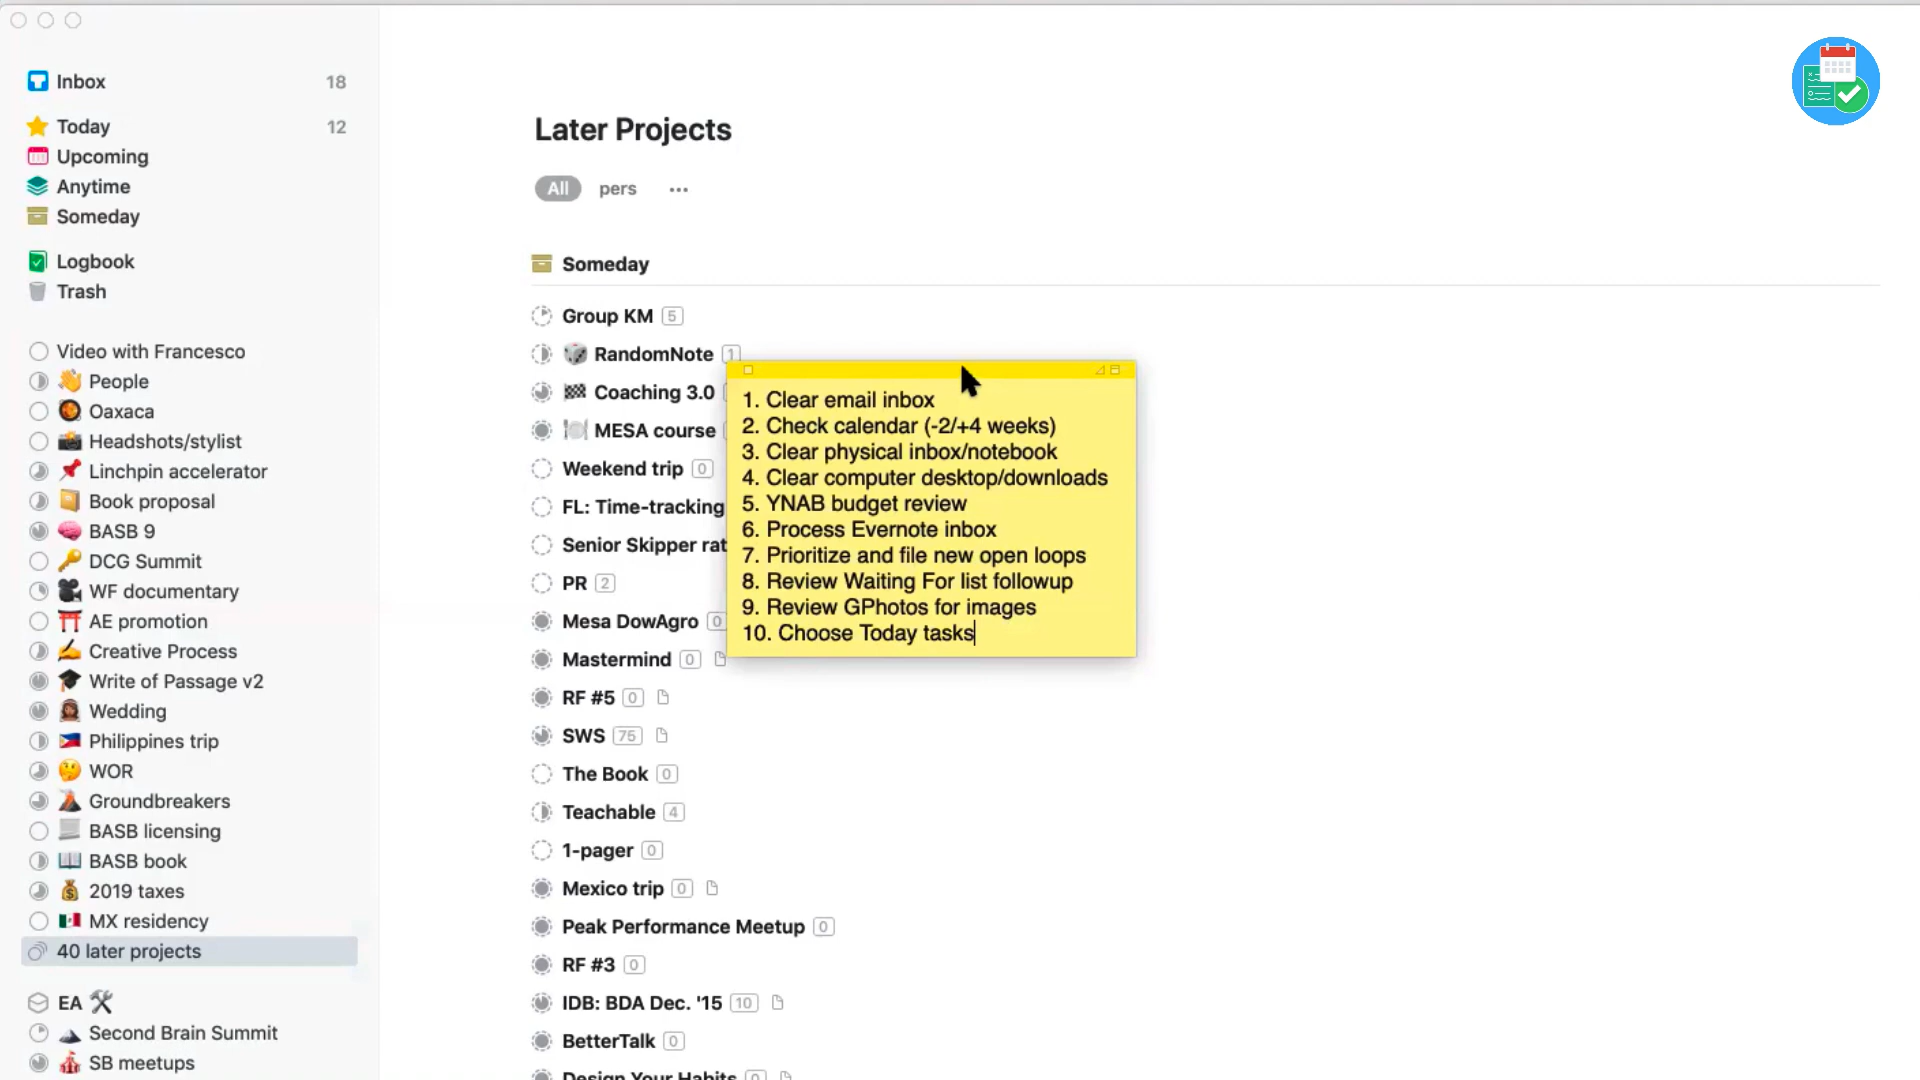 Inbox 18
Today 12
Upcoming
Anytime
Someday
Logbook
Trash
Video with Francesco
People
Oaxaca
Headshots/stylist
Linchpin accelerator
Book proposal
BASB 9
DCG Summit
WF documentary
AE promotion
Creative Process
Write of Passage v2
Wedding
Philippines trip
WOR
Groundbreakers
BASB licensing
BASB book
2019 taxes
MX residency
40 later projects
EA
Second Brain Summit
SB meetups
Later Projects
All pers ...
Someday
Group KM 5
RandomNote 1
Coaching 3.0
MESA course
Weekend trip 0
FL: Time-tracking
Senior Skipper rat
PR 2
Mesa DowAgro 0
Mastermind 0
RF #5 0
SWS 75
The Book 0
Teachable 4
1-pager 0
Mexico trip 0
Peak Performance Meetup 0
RF #3 0
IDB: BDA Dec. '15 10
BetterTalk 0
Design Your Habits 0
1. Clear email inbox
2. Check calendar (-2/+4 weeks)
3. Clear physical inbox/notebook
4. Clear computer desktop/downloads
5. YNAB budget review
6. Process Evernote inbox
7. Prioritize and file new open loops
8. Review Waiting For list followup
9. Review GPhotos for images
10. Choose Today tasks